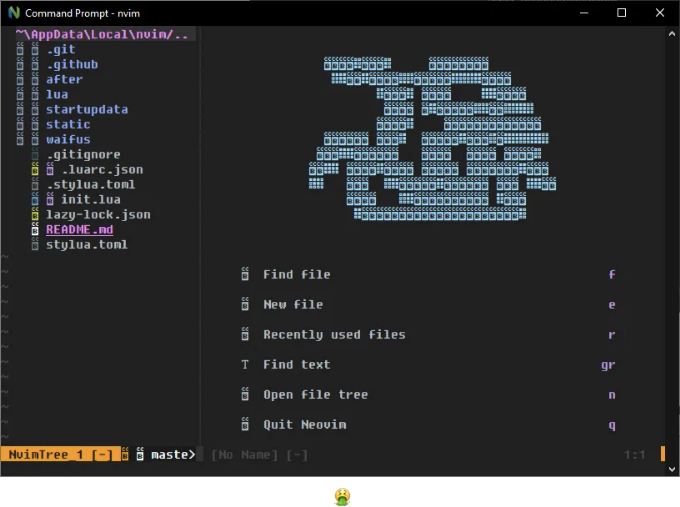 Command Prompt - nvim
~\AppData\Local\nvim/..
.git
.github
after
lua
startupdata
static
waifus
.gitignore
.luarc.json
.stylua.toml
init.lua
lazy-lock.json
README.md
stylua.toml
Find file f
New file e
Recently used files r
T Find text gr
Open file tree n
Quit Neovim q
NvimTree_1 [-] maste> [No Name] [-] 1:1